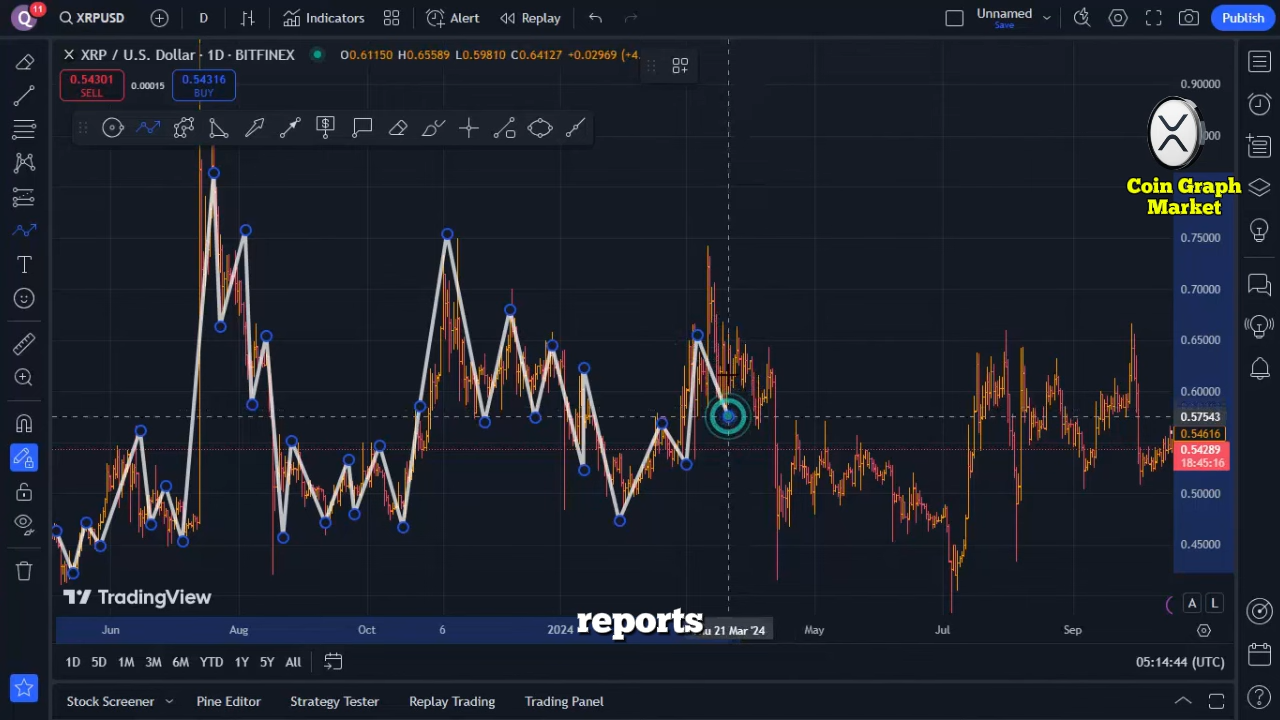 Q 11 XRPUSD D Indicators Alert Replay Unnamed Save Publish
XRP / U.S. Dollar · 1D · BITFINEX O0.61150 H0.65589 L0.59810 C0.64127 +0.02969 (+4.
0.54301 SELL 0.00015 0.54316 BUY
0.90000
Coin Graph
Market
0.75000
0.70000
0.65000
0.60000
0.57543
0.54616
0.54289
18:45:16
0.50000
0.45000
TradingView
A L
reports
Jun Aug Oct 6 2024 21 Mar '24 May Jul Sep
1D 5D 1M 3M 6M YTD 1Y 5Y All 05:14:44 (UTC)
Stock Screener Pine Editor Strategy Tester Replay Trading Trading Panel